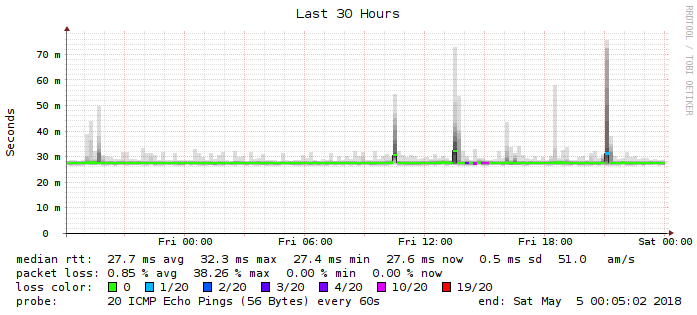 Last 30 Hours
RRDTOOL / TOBI OETIKER
Seconds
70 m
60 m
50 m
40 m
30 m
20 m
10 m
0
Fri 00:00 Fri 06:00 Fri 12:00 Fri 18:00 Sat 00:00
median rtt: 27.7 ms avg 32.3 ms max 27.4 ms min 27.6 ms now 0.5 ms sd 51.0 am/s
packet loss: 0.85 % avg 38.26 % max 0.00 % min 0.00 % now
loss color: 0 1/20 2/20 3/20 4/20 10/20 19/20
probe: 20 ICMP Echo Pings (56 Bytes) every 60s end: Sat May 5 00:05:02 2018